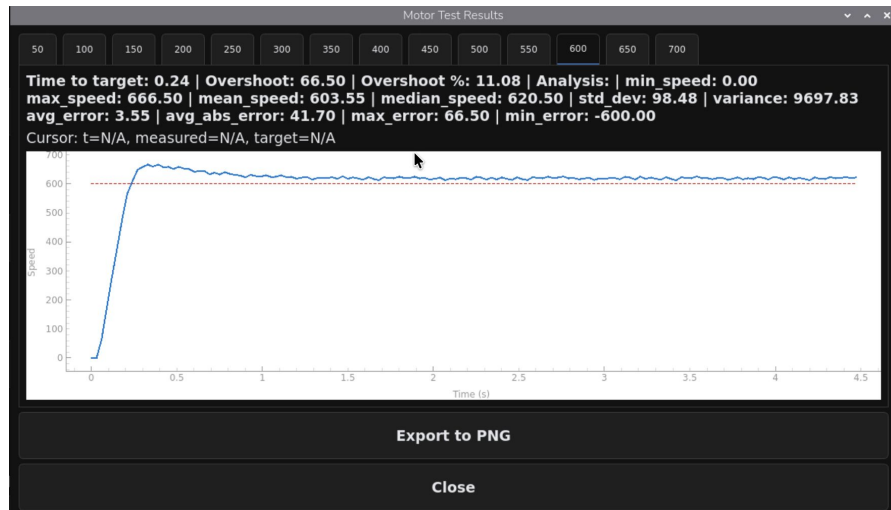 Motor Test Results
50 100 150 200 250 300 350 400 450 500 550 600 650 700
Time to target: 0.24 | Overshoot: 66.50 | Overshoot %: 11.08 | Analysis: | min_speed: 0.00
max_speed: 666.50 | mean_speed: 603.55 | median_speed: 620.50 | std_dev: 98.48 | variance: 9697.83
avg_error: 3.55 | avg_abs_error: 41.70 | max_error: 66.50 | min_error: -600.00
Cursor: t=N/A, measured=N/A, target=N/A
700
600
500
400
300
200
100
0
Speed
0 0.5 1 1.5 2 2.5 3 3.5 4 4.5
Time (s)
Export to PNG
Close